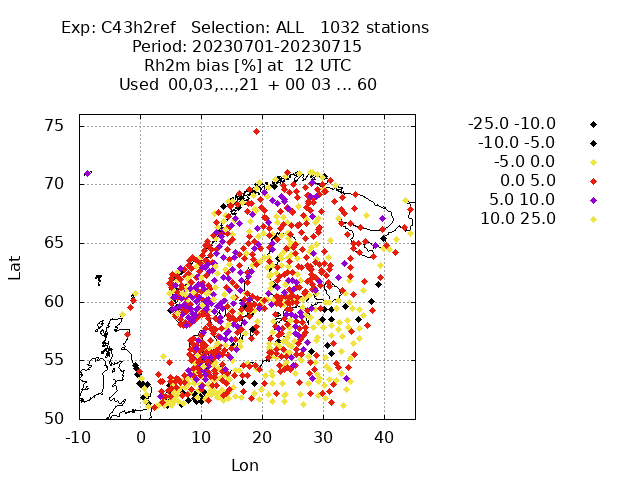 Exp: C43h2ref   Selection: ALL   1032 stations
Period: 20230701-20230715
Rh2m bias [%] at  12 UTC
Used  00,03,...,21  + 00 03 ... 60
-25.0 -10.0
-10.0 -5.0
-5.0 0.0
0.0 5.0
5.0 10.0
10.0 25.0
75
70
65
60
55
50
Lat
-10 0 10 20 30 40
Lon